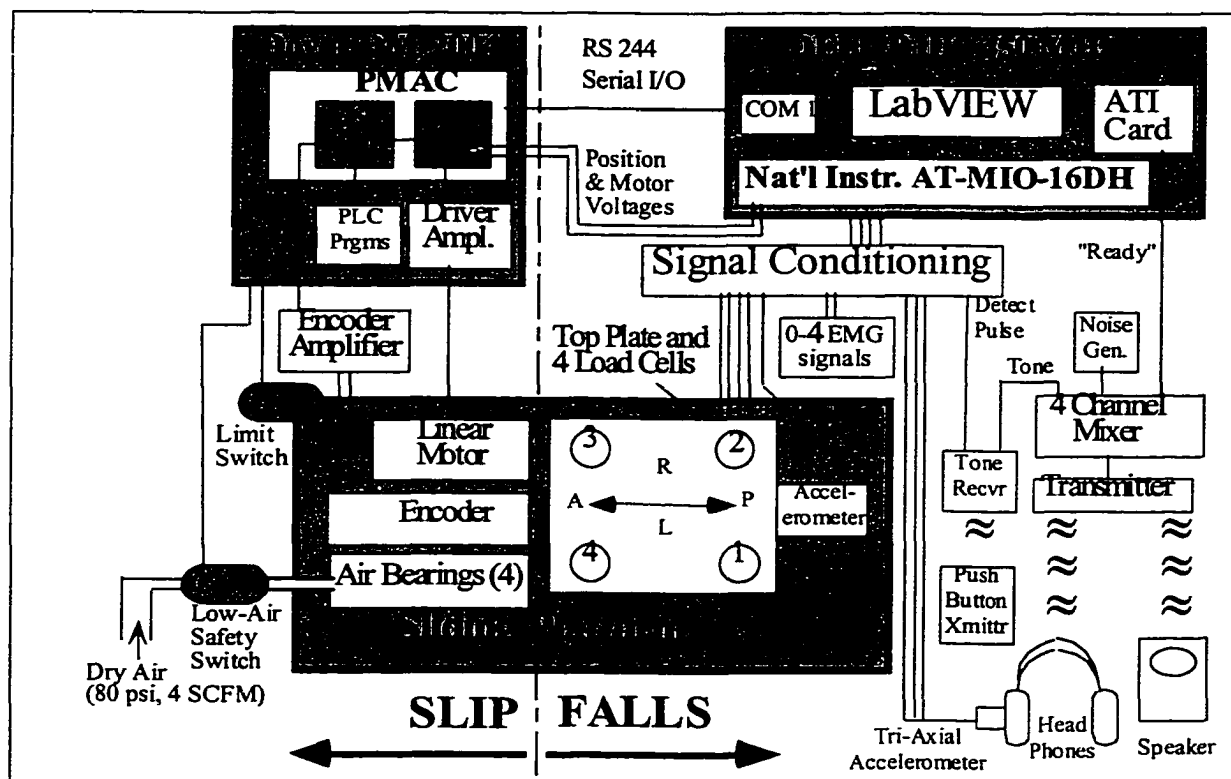 RS 244
Serial I/O
PMAC
COM 1
LabVIEW
ATI
Card
Nat'l Instr. AT-MIO-16DH
Position
& Motor
Voltages
PLC
Prgms
Driver
Ampl.
Signal Conditioning
"Ready"
Encoder
Amplifier
Top Plate and
4 Load Cells
0-4 EMG
signals
Detect
Pulse
Noise
Gen.
Tone
4 Channel
Mixer
Limit
Switch
Linear
Motor
3
2
R
A
P
L
4
1
Accel-
erometer
Tone
Recvr
Transmitter
Encoder
Air Bearings (4)
Push
Button
Xmittr
Low-Air
Safety
Switch
Dry Air
(80 psi, 4 SCFM)
SLIP
FALLS
Tri-Axial
Accelerometer
Head
Phones
Speaker